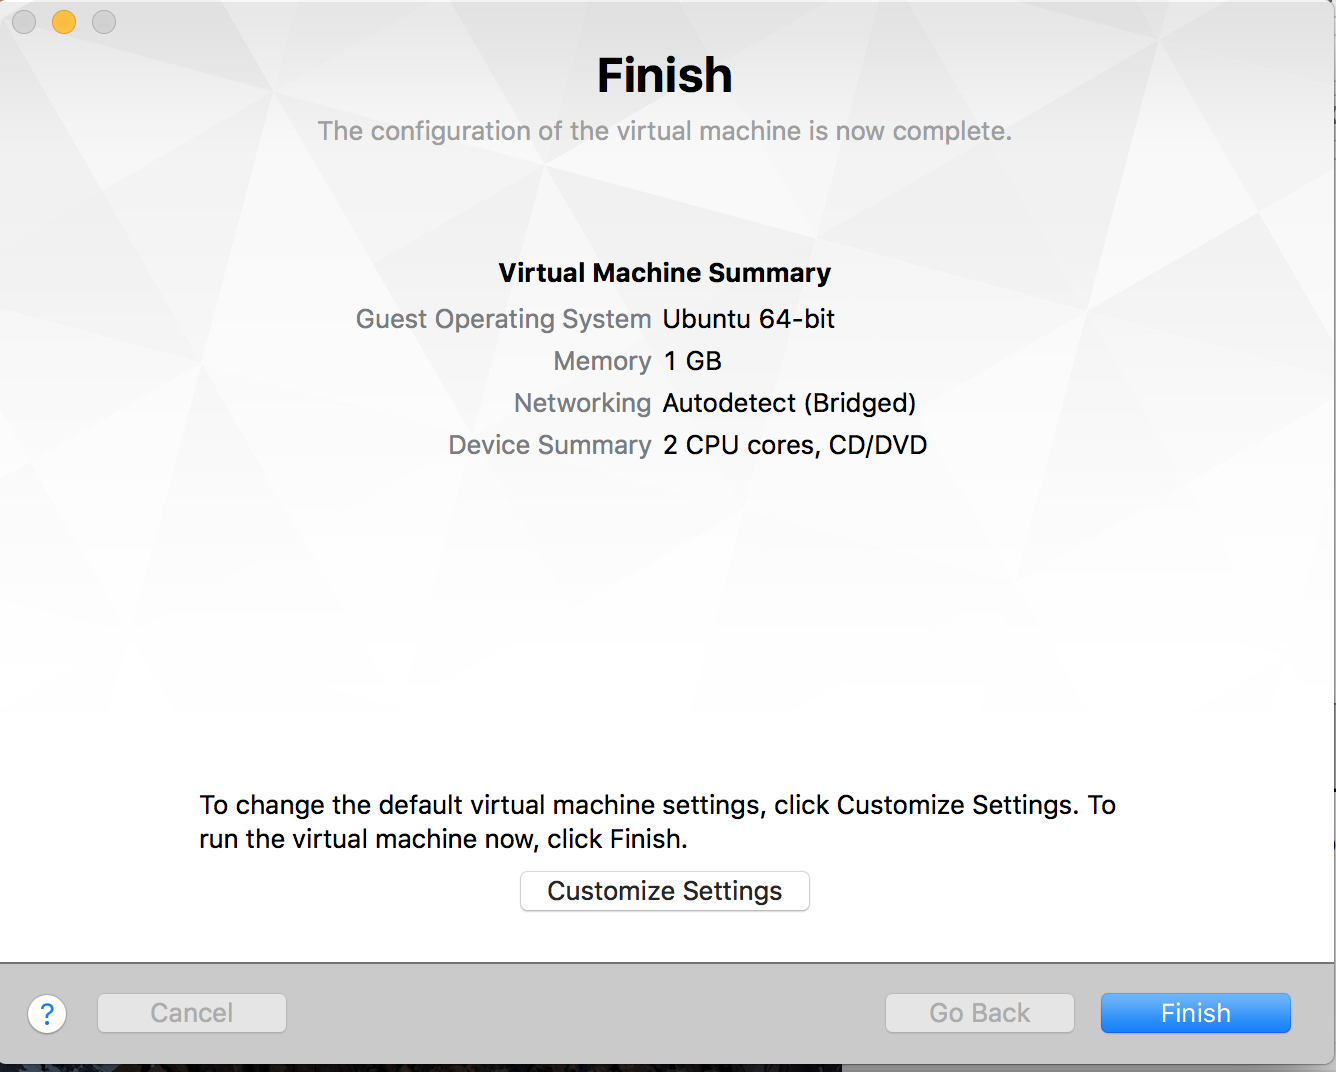 Finish
The configuration of the virtual machine is now complete.
Virtual Machine Summary
Guest Operating System Ubuntu 64-bit
Memory 1 GB
Networking Autodetect (Bridged)
Device Summary 2 CPU cores, CD/DVD
To change the default virtual machine settings, click Customize Settings. To
run the virtual machine now, click Finish.
Customize Settings
? Cancel Go Back Finish